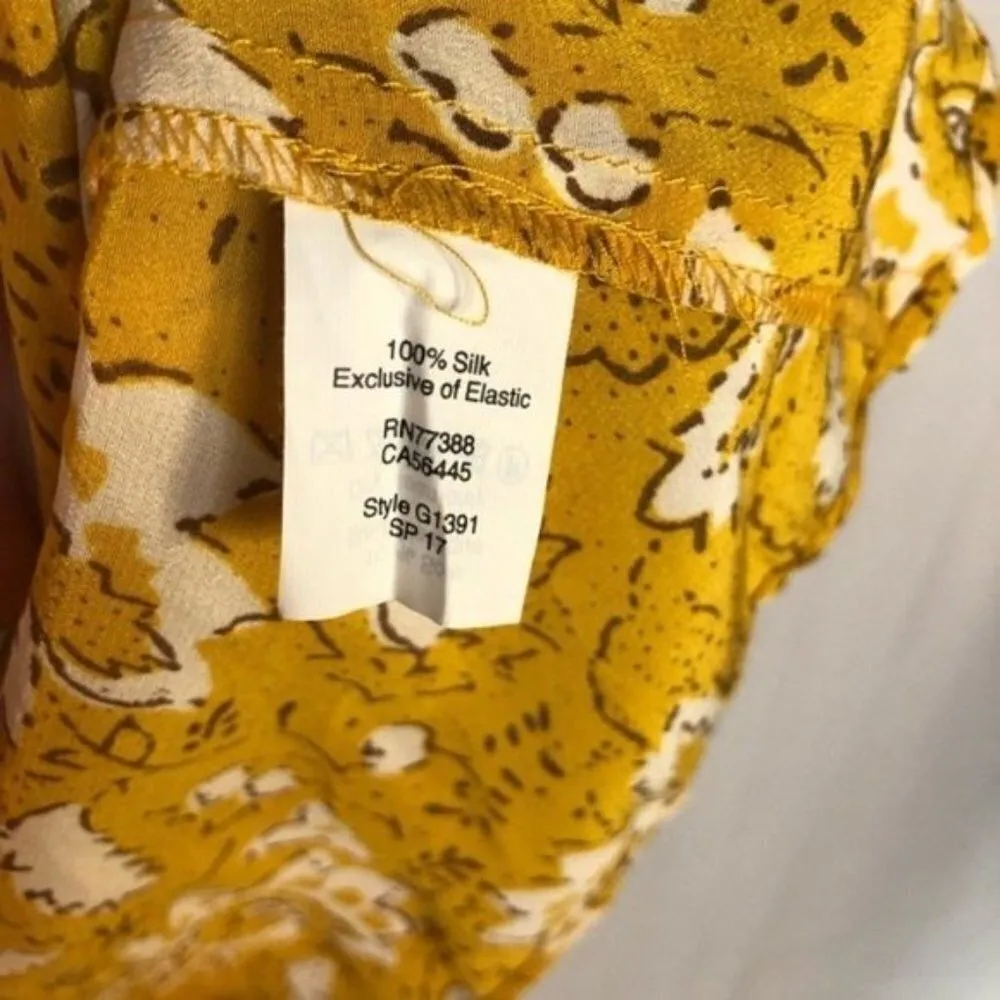 100% Silk
Exclusive of Elastic
RN77388
CA56445
Style G1391
SP 17